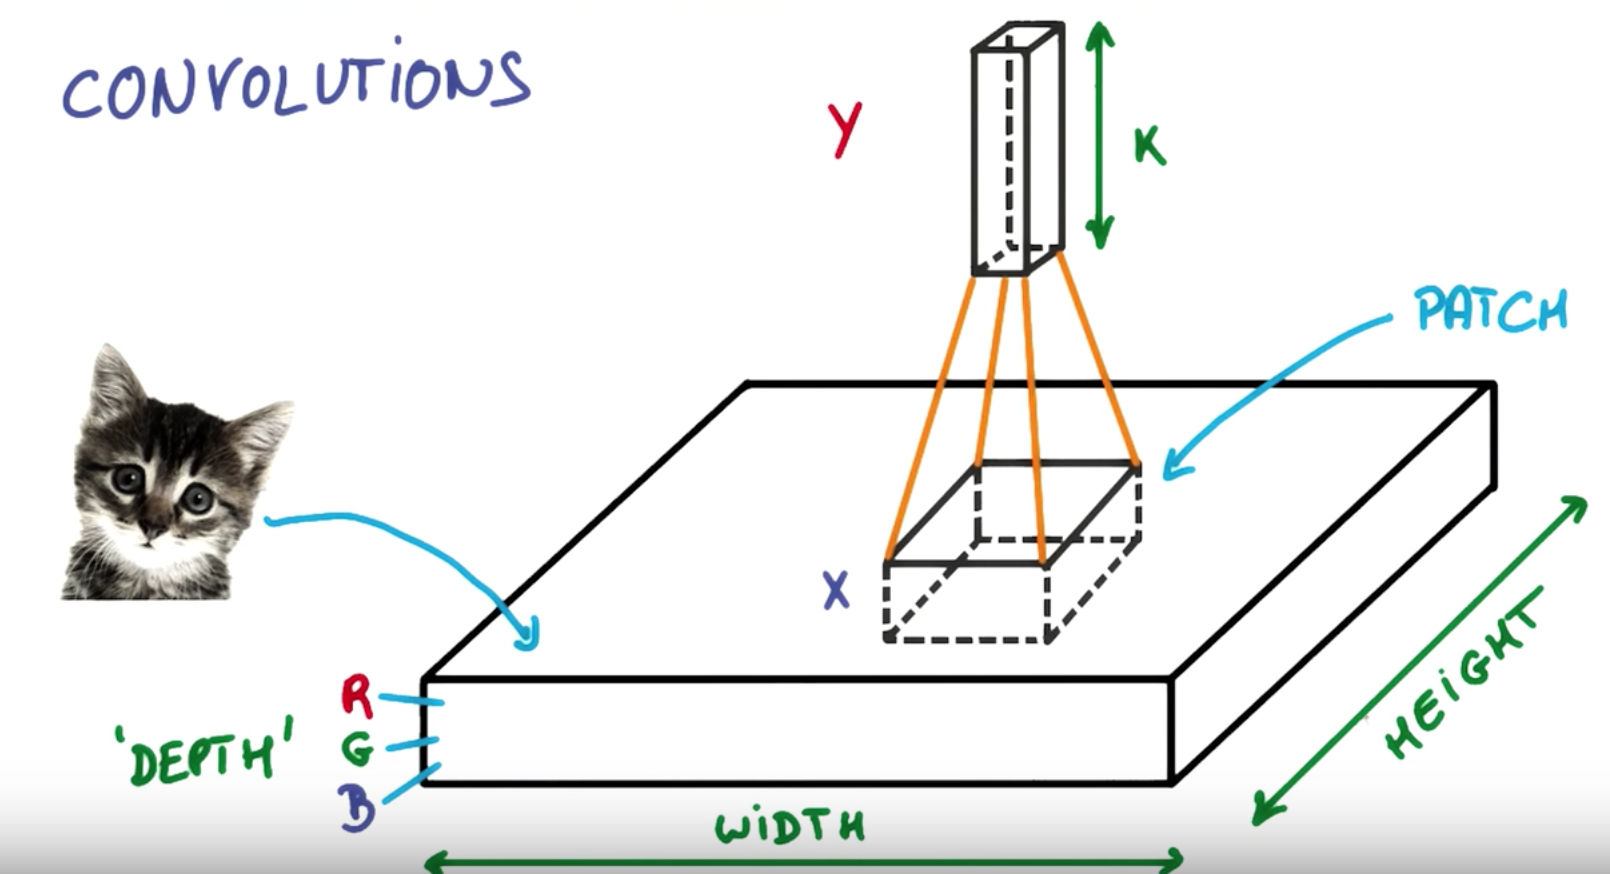 CONVOLUTIONS
Y
K
PATCH
X
R
G
B
'DEPTH'
WIDTH
HEIGHT